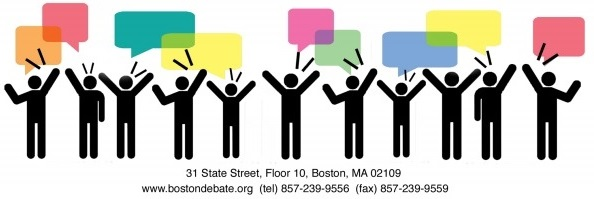 31 State Street, Floor 10, Boston, MA 02109
www.bostondebate.org (tel) 857-239-9556 (fax) 857-239-9559